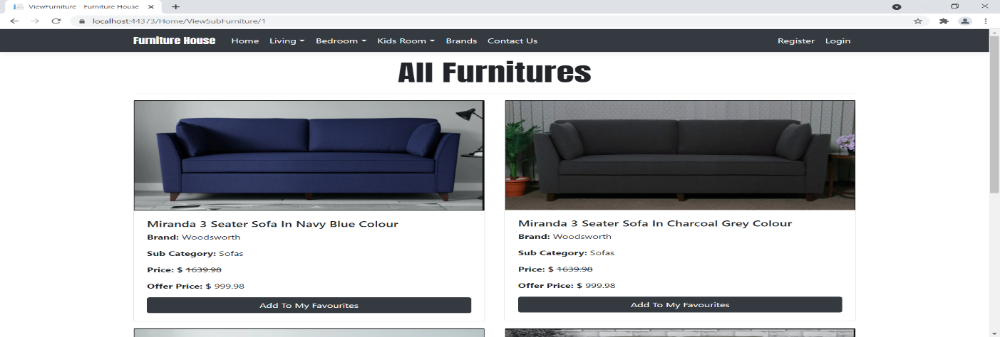 ViewFurniture - Furniture House
localhost:44373/Home/ViewSubFurniture/1
Furniture House Home Living Bedroom Kids Room Brands Contact Us Register Login
All Furnitures
Miranda 3 Seater Sofa In Navy Blue Colour
Brand: Woodsworth
Sub Category: Sofas
Price: $ 1639.98
Offer Price: $ 999.98
Add To My Favourites
Miranda 3 Seater Sofa In Charcoal Grey Colour
Brand: Woodsworth
Sub Category: Sofas
Price: $ 1639.98
Offer Price: $ 999.98
Add To My Favourites